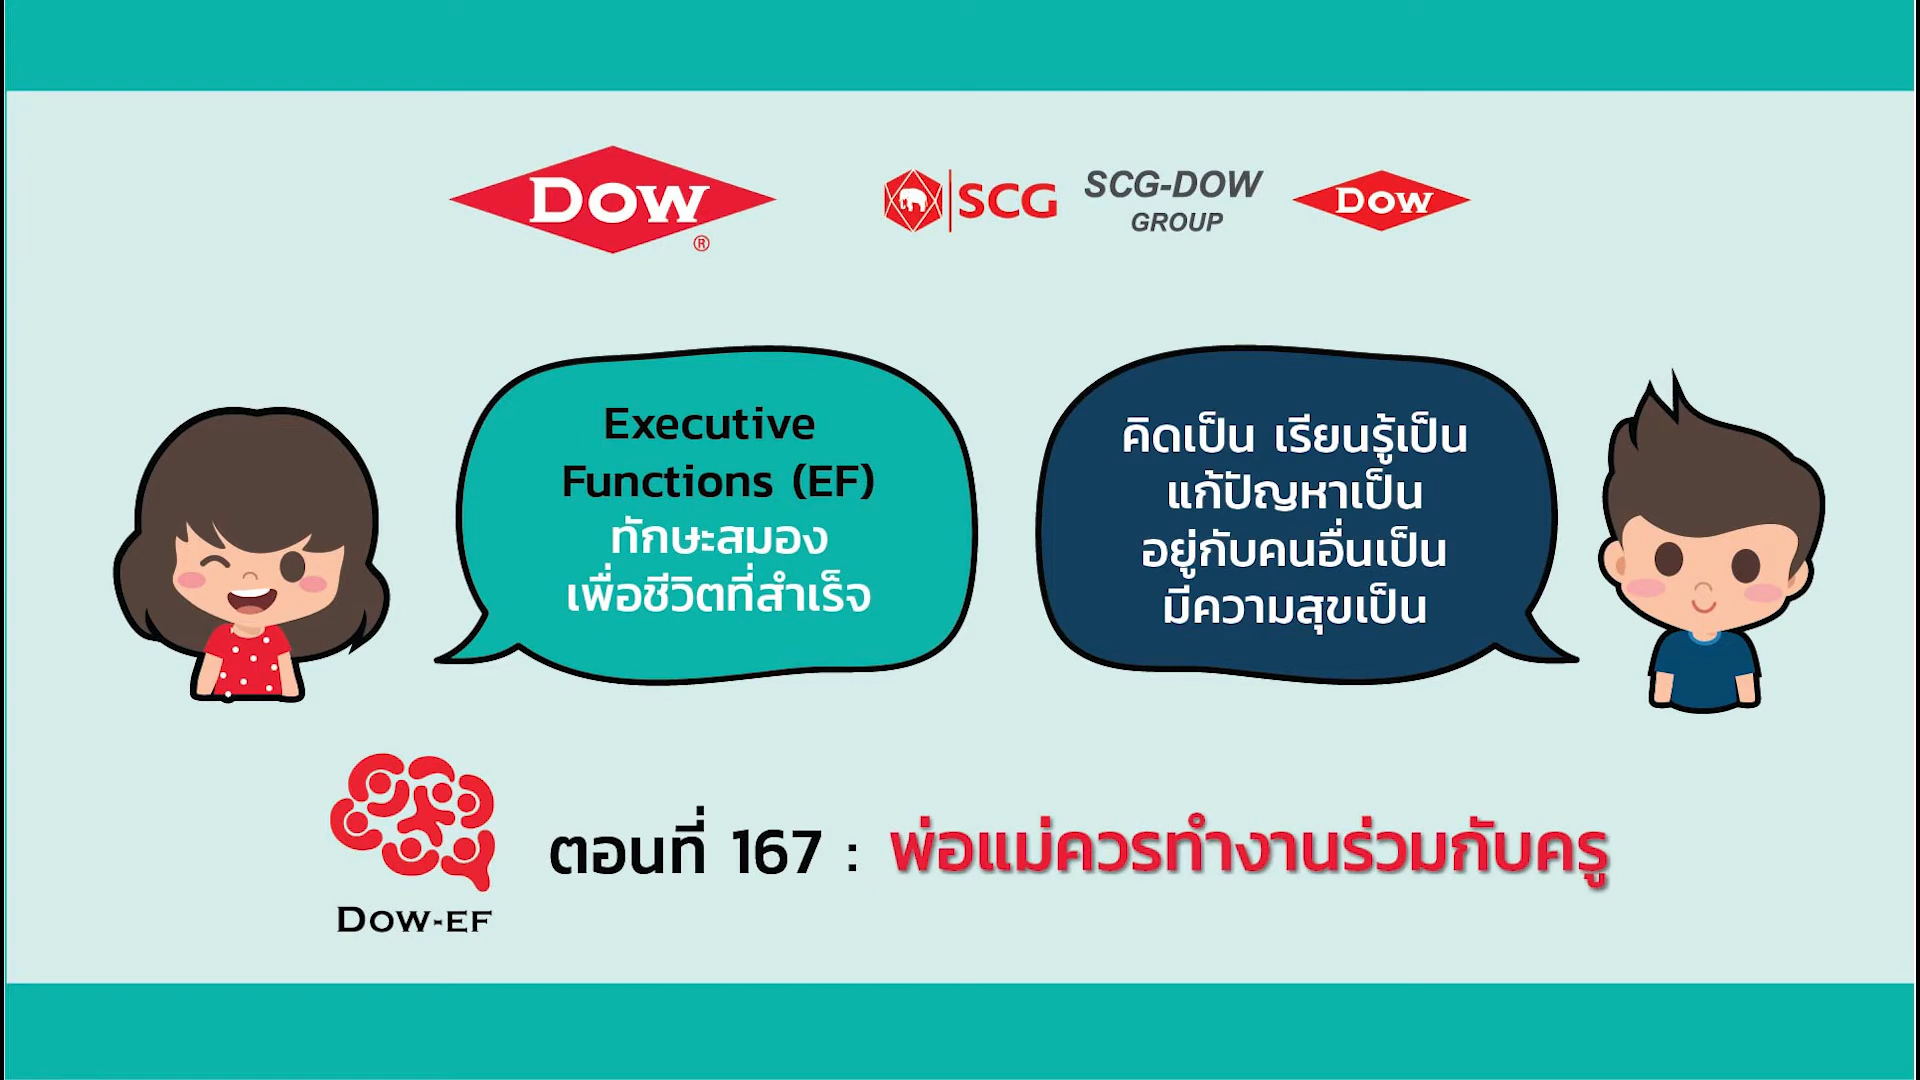 DOW
®
SCG
SCG-DOW
GROUP
DOW
Executive
Functions (EF)
ทักษะสมอง
เพื่อชีวิตที่สำเร็จ
คิดเป็น เรียนรู้เป็น
แก้ปัญหาเป็น
อยู่กับคนอื่นเป็น
มีความสุขเป็น
DOW-EF
ตอนที่ 167 : พ่อแม่ควรทำงานร่วมกับครู